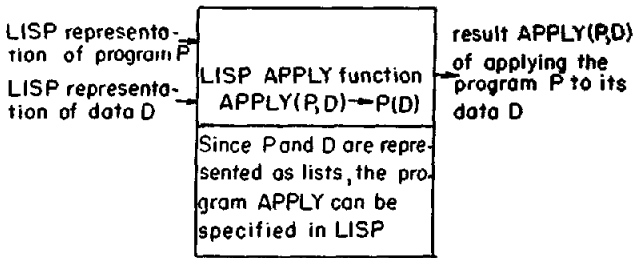 LISP representa-
tion of program P
LISP representa-
tion of data D
LISP APPLY function
APPLY(P,D)→P(D)
Since P and D are repre-
sented as lists, the pro-
gram APPLY can be
specified in LISP
result APPLY(P,D)
of applying the
program P to its
data D